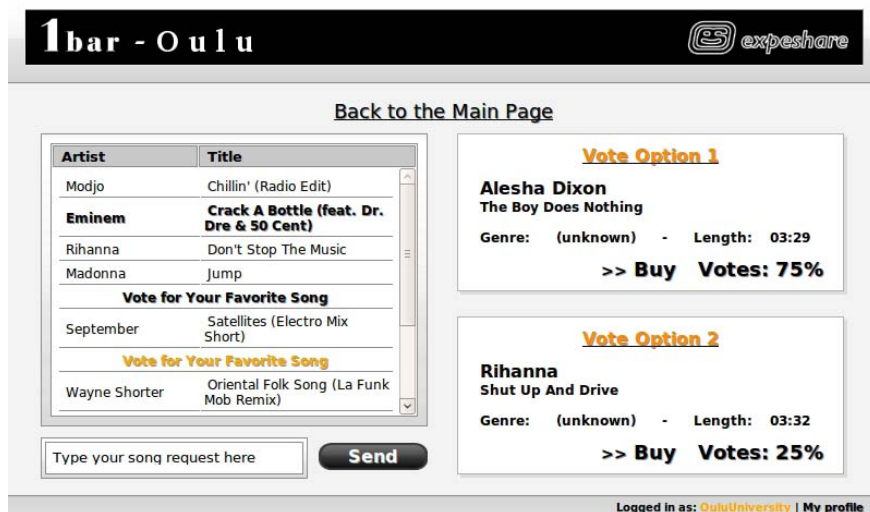 1bar - Oulu
expeshare
Back to the Main Page
Artist Title
Modjo Chillin' (Radio Edit)
Eminem Crack A Bottle (feat. Dr.
Dre & 50 Cent)
Rihanna Don't Stop The Music
Madonna Jump
Vote for Your Favorite Song
September Satellites (Electro Mix
Short)
Vote for Your Favorite Song
Wayne Shorter Oriental Folk Song (La Funk
Mob Remix)
Type your song request here Send
Vote Option 1
Alesha Dixon
The Boy Does Nothing
Genre: (unknown) - Length: 03:29
>> Buy Votes: 75%
Vote Option 2
Rihanna
Shut Up And Drive
Genre: (unknown) - Length: 03:32
>> Buy Votes: 25%
Logged in as: OuluUniversity | My profile